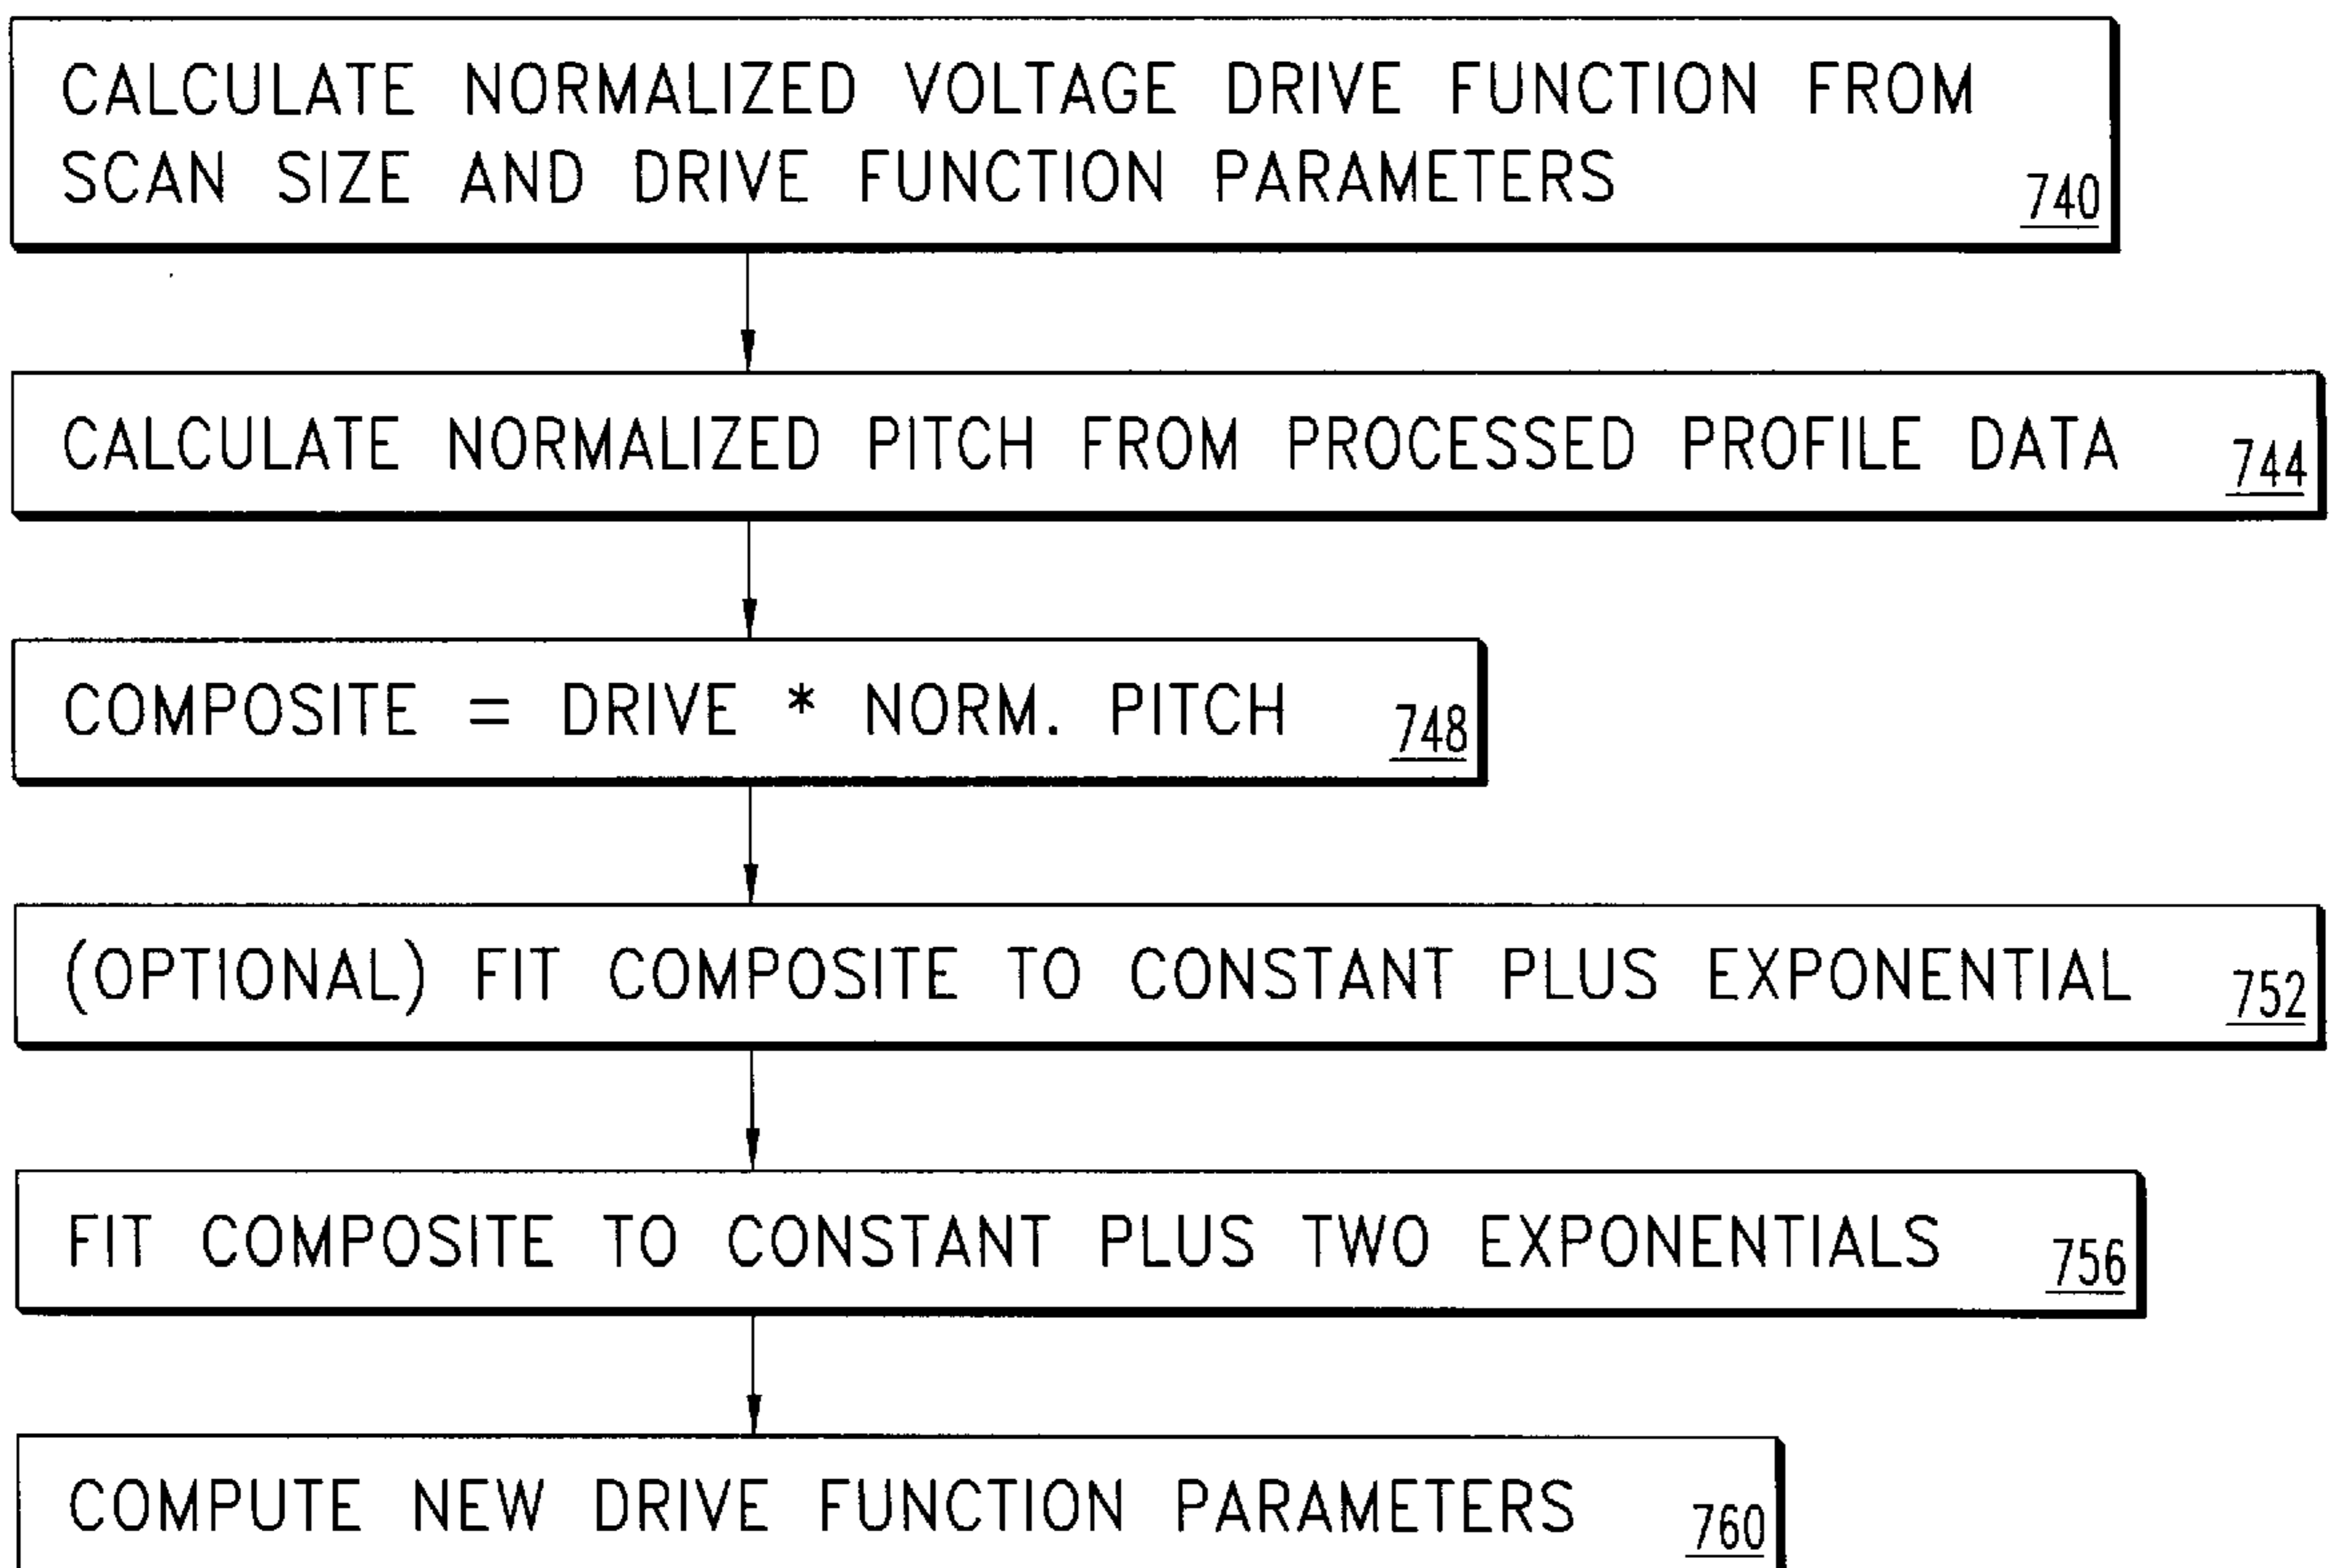 CALCULATE NORMALIZED VOLTAGE DRIVE FUNCTION FROM
SCAN SIZE AND DRIVE FUNCTION PARAMETERS
740
CALCULATE NORMALIZED PITCH FROM PROCESSED PROFILE DATA 744
COMPOSITE = DRIVE * NORM. PITCH 748
(OPTIONAL) FIT COMPOSITE TO CONSTANT PLUS EXPONENTIAL 752
FIT COMPOSITE TO CONSTANT PLUS TWO EXPONENTIALS 756
COMPUTE NEW DRIVE FUNCTION PARAMETERS 760